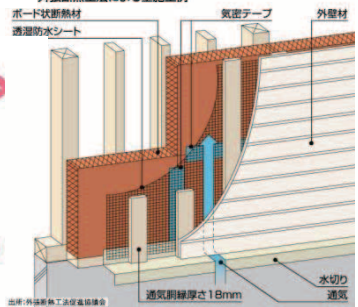 ボード状断熱材
気密テープ
外壁材
透湿防水シート
水切り
通気胴縁厚さ18mm
通気
出所:外張断熱工法促進協議会